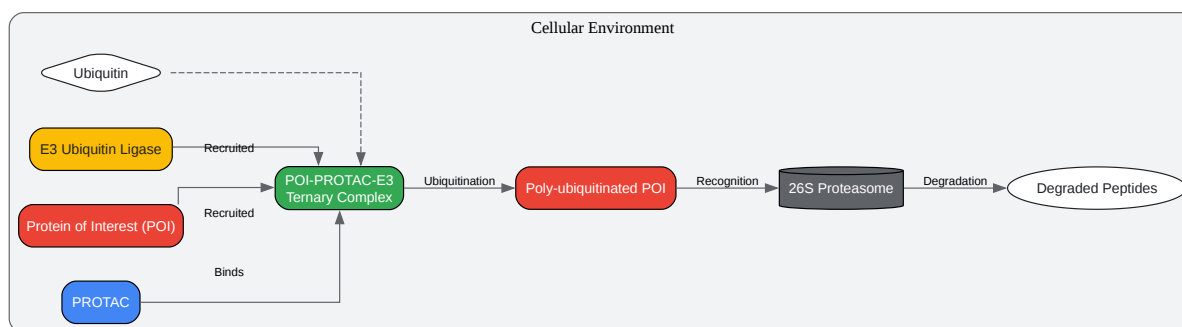 Cellular Environment
Ubiquitin
E3 Ubiquitin Ligase
Recruited
POI-PROTAC-E3
Ternary Complex
Ubiquitination
Poly-ubiquitinated POI
Recognition
26S Proteasome
Degradation
Degraded Peptides
Protein of Interest (POI)
Recruited
Binds
PROTAC